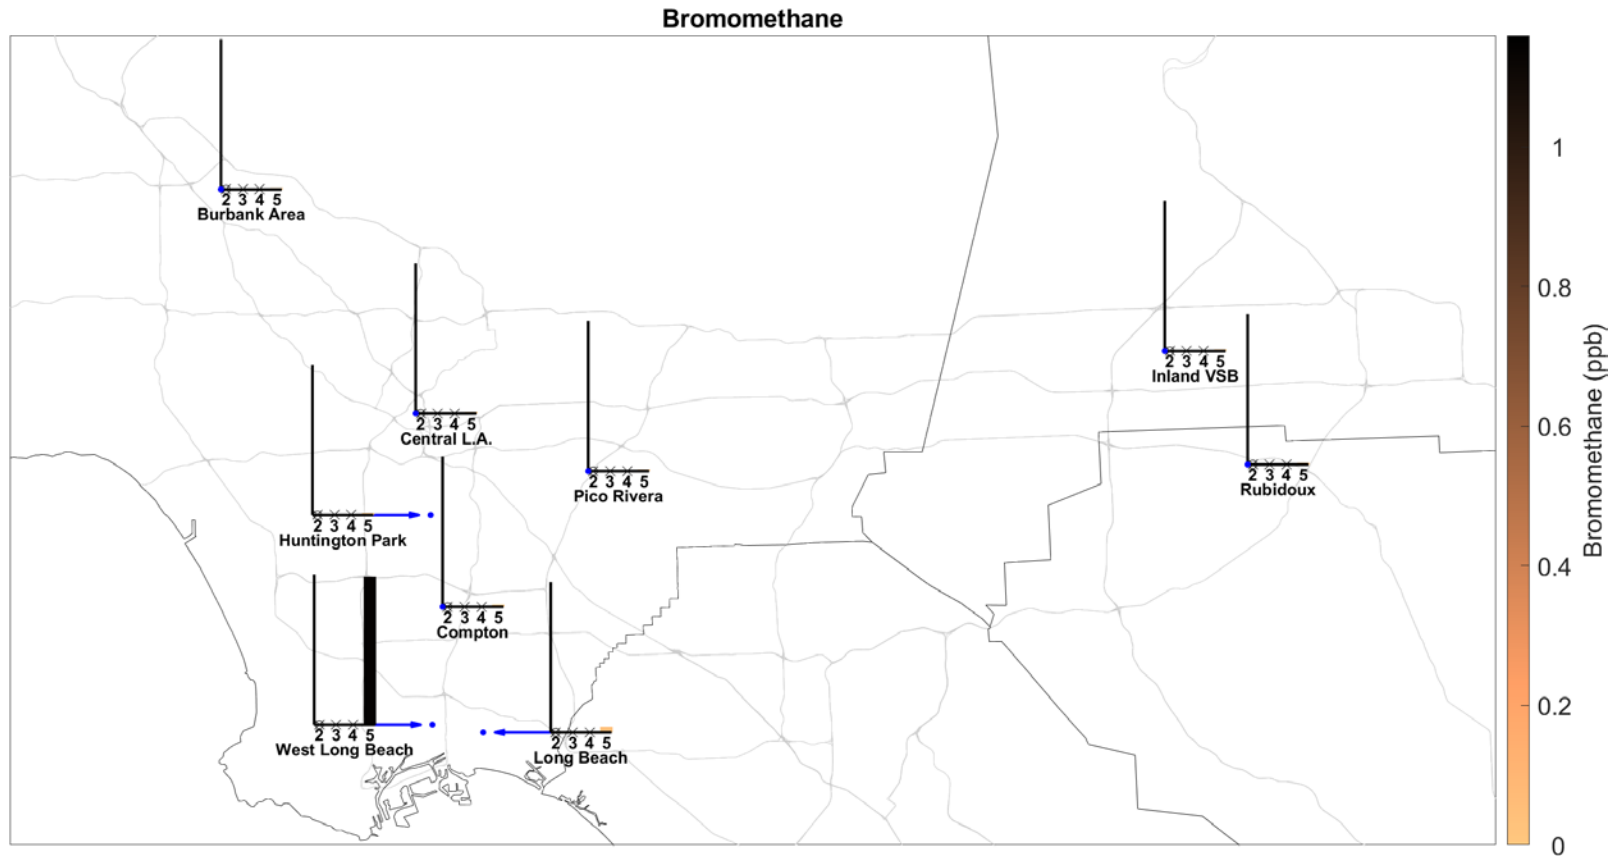 Bromomethane
2 3 4 5
Burbank Area
2 3 4 5
Central L.A.
2 3 4 5
Pico Rivera
2 3 4 5
Inland VSB
2 3 4 5
Rubidoux
2 3 4 5
Huntington Park
2 3 4 5
Compton
2 3 4 5
West Long Beach
2 3 4 5
Long Beach
1
0.8
0.6
0.4
0.2
0
Bromomethane (ppb)